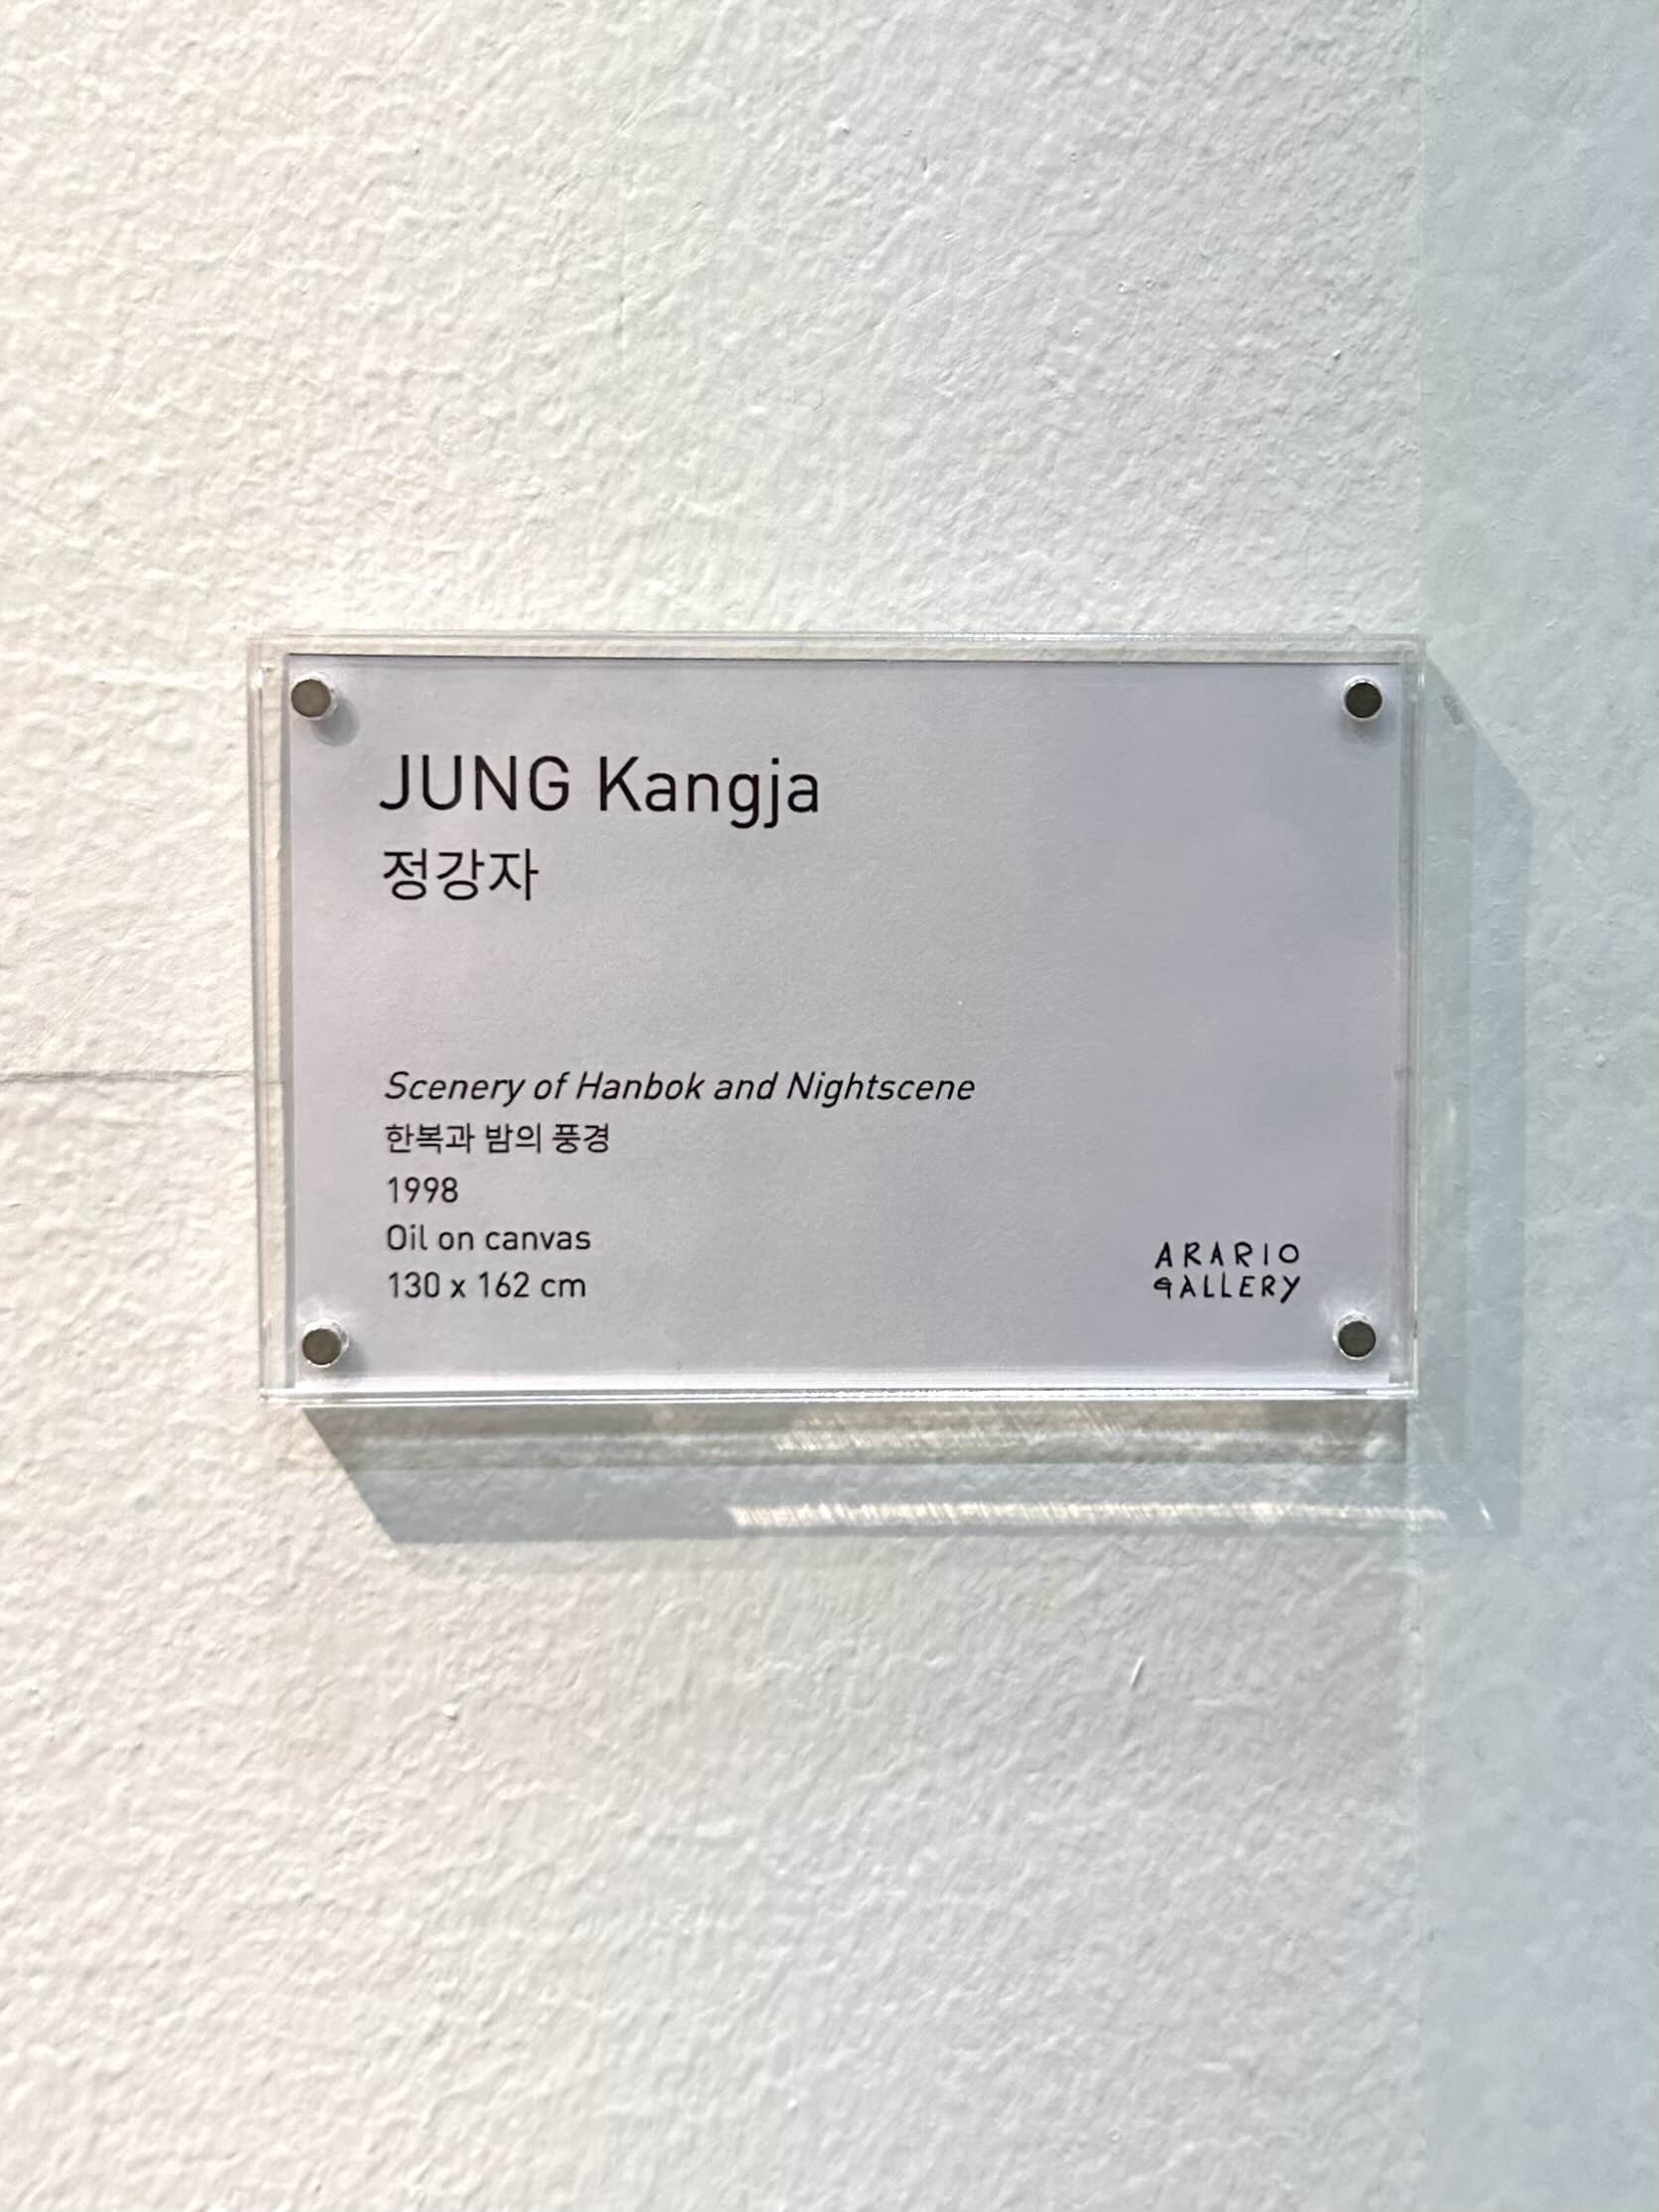 JUNG Kangja
정강자
Scenery of Hanbok and Nightscene
한복과 밤의 풍경
1998
Oil on canvas
130 x 162 cm
ARARIO
GALLERY